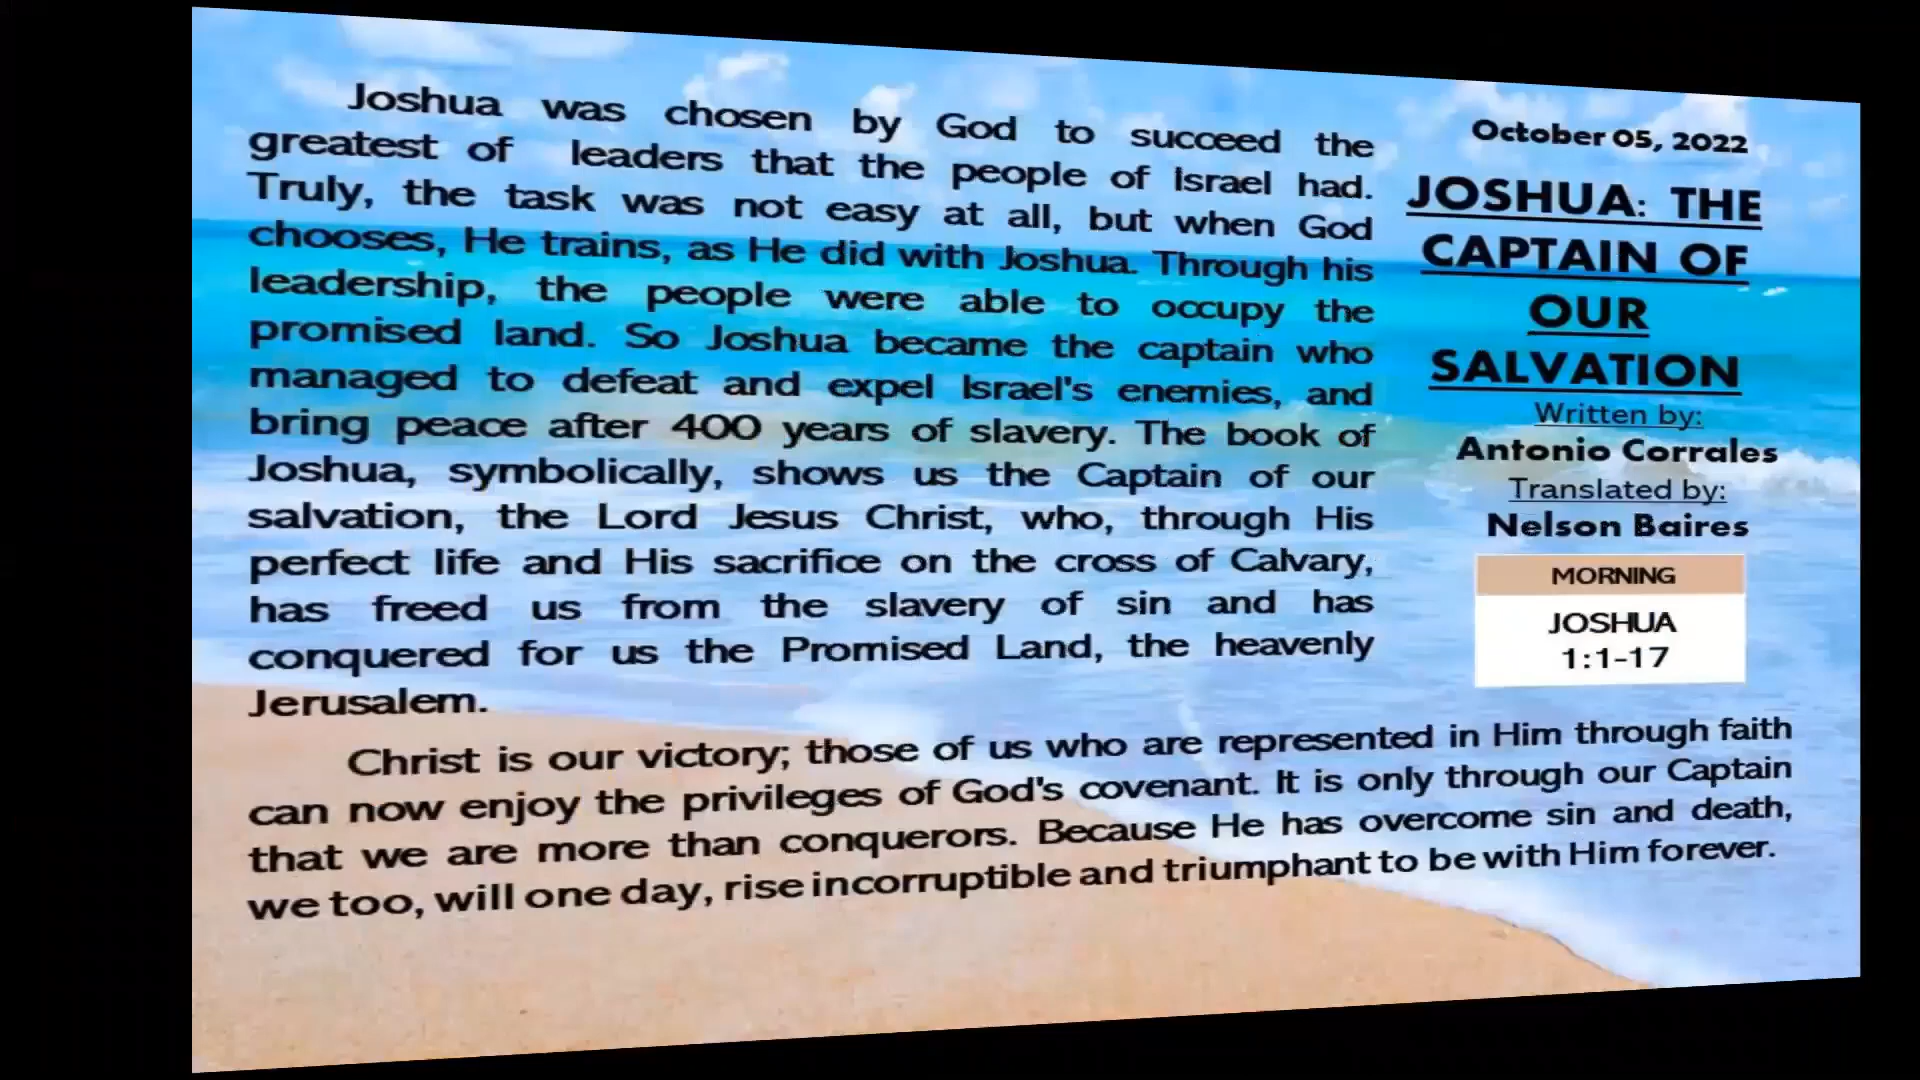 Joshua was chosen by God to succeed the
greatest of leaders that the people of Israel had.
Truly, the task was not easy at all, but when God
chooses, He trains, as He did with Joshua. Through his
leadership, the people were able to occupy the
promised land. So Joshua became the captain who
managed to defeat and expel Israel's enemies, and
bring peace after 400 years of slavery. The book of
Joshua, symbolically, shows us the Captain of our
salvation, the Lord Jesus Christ, who, through His
perfect life and His sacrifice on the cross of Calvary,
has freed us from the slavery of sin and has
conquered for us the Promised Land, the heavenly
Jerusalem.
October 05, 2022
JOSHUA: THE
CAPTAIN OF
OUR
SALVATION
Written by:
Antonio Corrales
Translated by:
Nelson Baires
MORNING
JOSHUA
1:1-17
Christ is our victory; those of us who are represented in Him through faith
can now enjoy the privileges of God's covenant. It is only through our Captain
that we are more than conquerors. Because He has overcome sin and death,
we too, will one day, rise incorruptible and triumphant to be with Him forever.